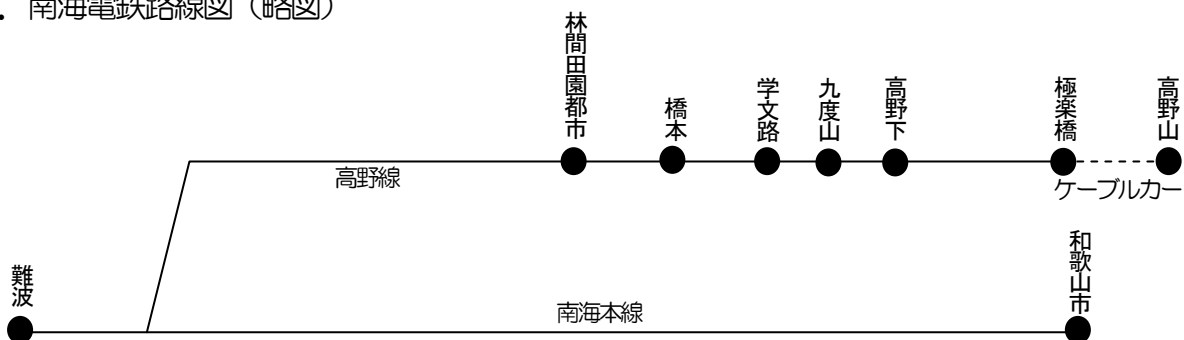 . 南海電鉄路線図（略図）
林間田園都市
橋本
学文路
九度山
高野下
極楽橋
高野山
高野線
ケーブルカー
難波
和歌山市
南海本線